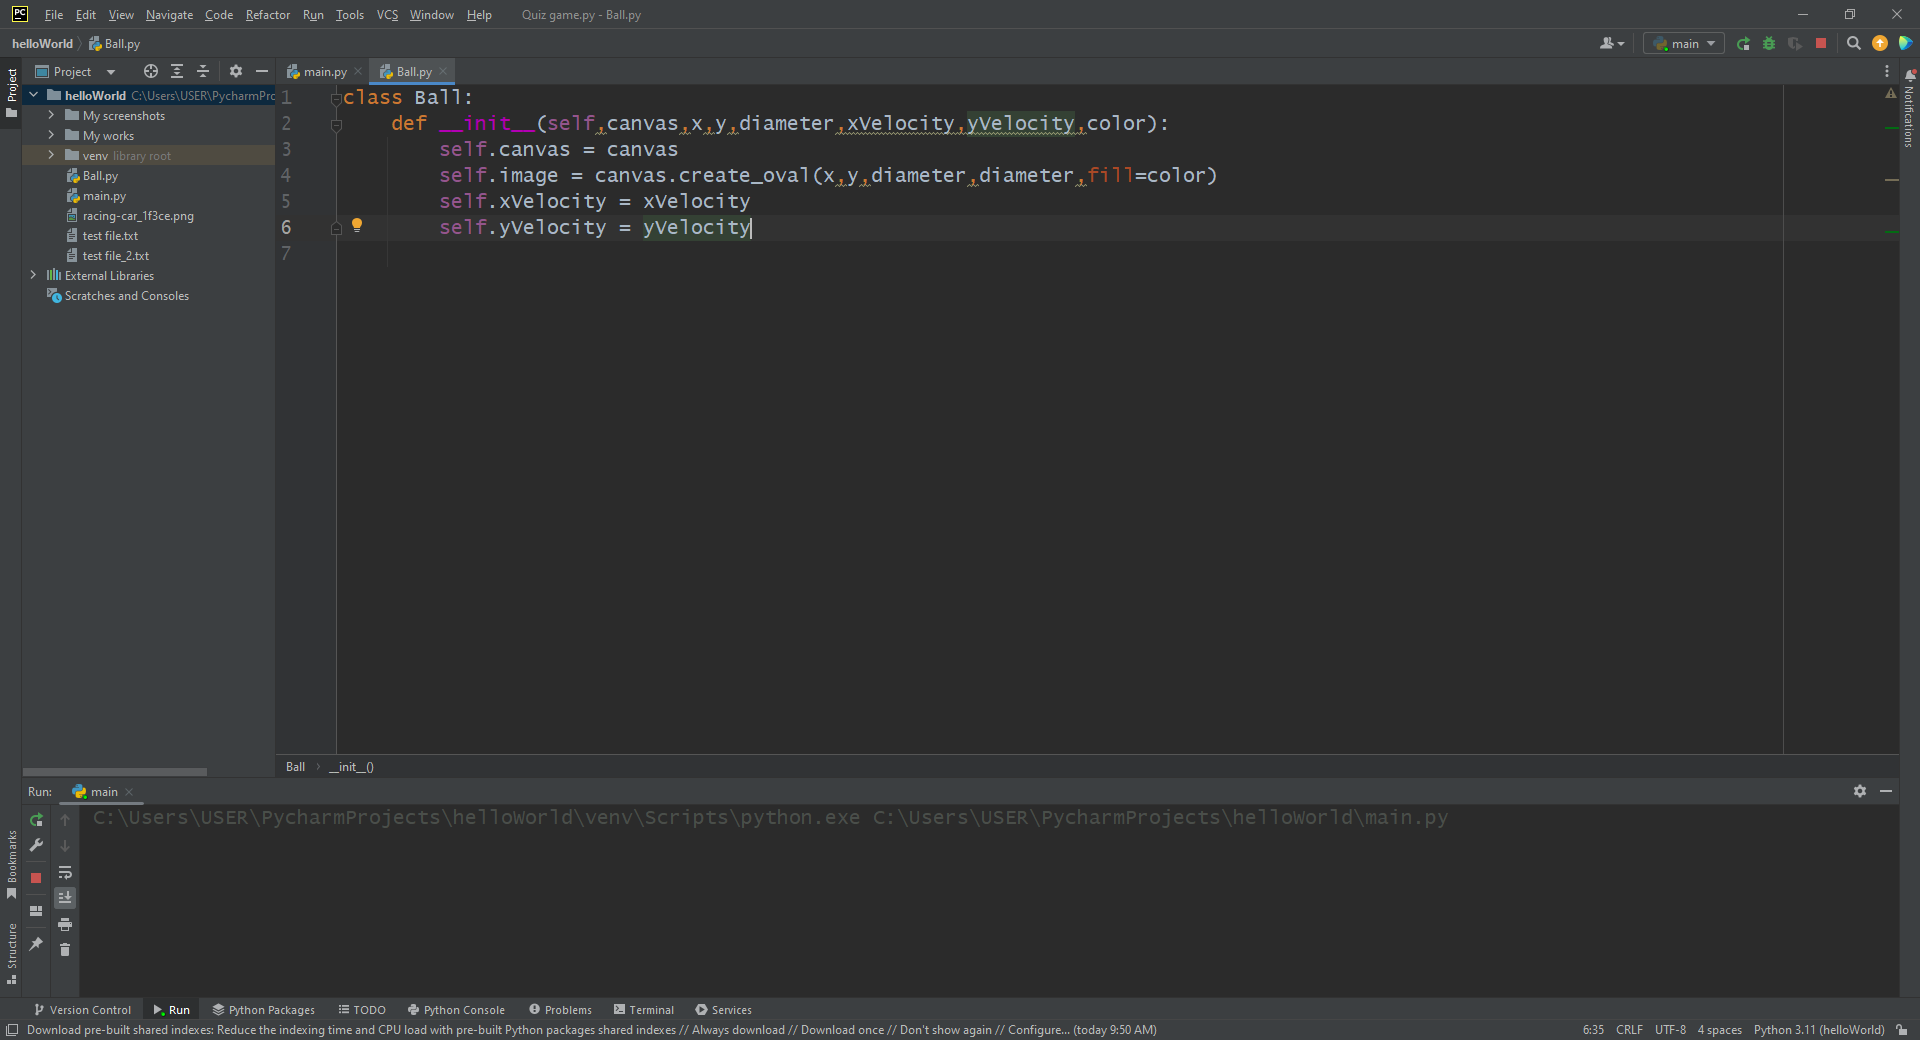 PC File Edit View Navigate Code Refactor Run Tools VCS Window Help Quiz game.py - Ball.py
helloWorld Ball.py main
Project main.py Ball.py
Project
helloWorld C:\Users\USER\PycharmPrc
My screenshots
My works
venv library root
Ball.py
main.py
racing-car_1f3ce.png
test file.txt
test file_2.txt
External Libraries
Scratches and Consoles
1 class Ball:
2 def __init__(self,canvas,x,y,diameter,xVelocity,yVelocity,color):
3 self.canvas = canvas
4 self.image = canvas.create_oval(x,y,diameter,diameter,fill=color)
5 self.xVelocity = xVelocity
6 self.yVelocity = yVelocity
7
Notifications
Ball __init__()
Run: main
C:\Users\USER\PycharmProjects\helloWorld\venv\Scripts\python.exe C:\Users\USER\PycharmProjects\helloWorld\main.py
Bookmarks
Structure
Version Control Run Python Packages TODO Python Console Problems Terminal Services
Download pre-built shared indexes: Reduce the indexing time and CPU load with pre-built Python packages shared indexes // Always download // Download once // Don't show again // Configure... (today 9:50 AM) 6:35 CRLF UTF-8 4 spaces Python 3.11 (helloWorld)